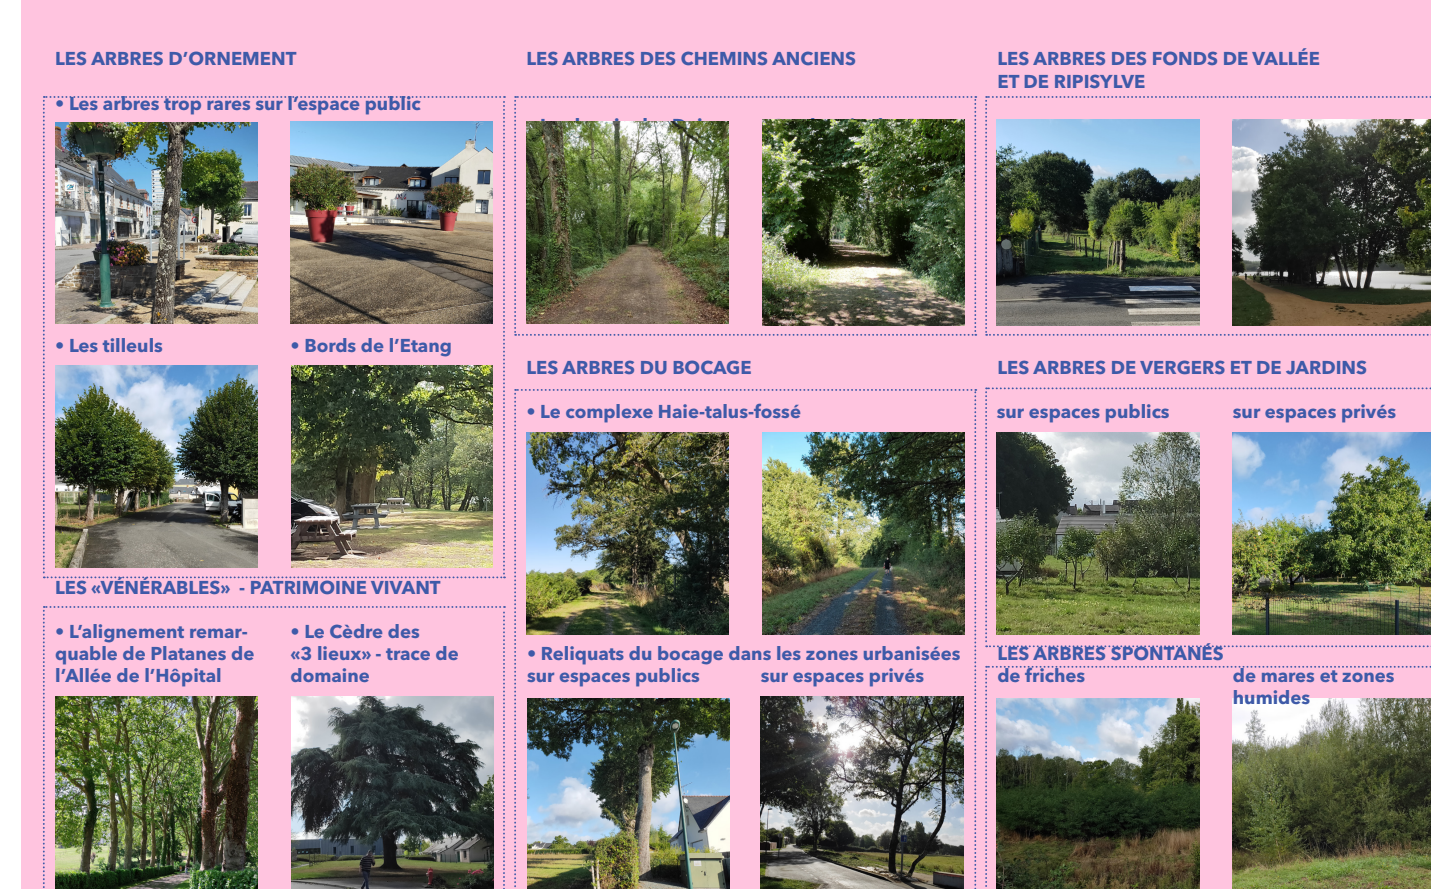 LES ARBRES D'ORNEMENT
• Les arbres trop rares sur l'espace public
• Les tilleuls
• Bords de l'Etang
LES «VÉNÉRABLES» - PATRIMOINE VIVANT
• L'alignement remar-
quable de Platanes de
l'Allée de l'Hôpital
• Le Cèdre des
«3 lieux» - trace de
domaine
LES ARBRES DES CHEMINS ANCIENS
LES ARBRES DU BOCAGE
• Le complexe Haie-talus-fossé
• Reliquats du bocage dans les zones urbanisées
sur espaces publics
sur espaces privés
LES ARBRES DES FONDS DE VALLÉE
ET DE RIPISYLVE
LES ARBRES DE VERGERS ET DE JARDINS
sur espaces publics
sur espaces privés
LES ARBRES SPONTANÉS
de friches
de mares et zones
humides